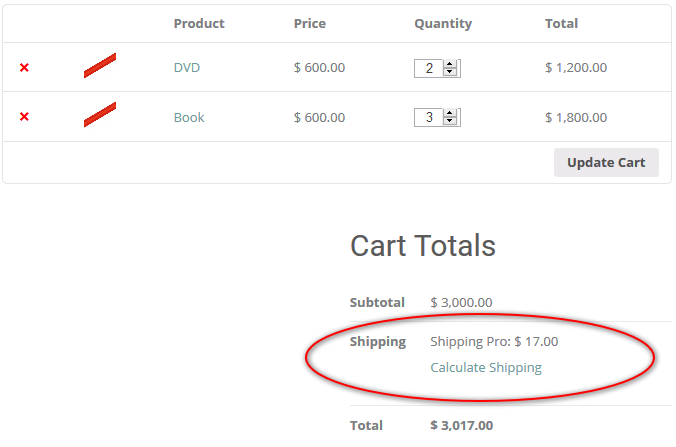 Product Price Quantity Total
× DVD $ 600.00 2 $ 1,200.00
× Book $ 600.00 3 $ 1,800.00
Update Cart
Cart Totals
Subtotal $ 3,000.00
Shipping Shipping Pro: $ 17.00
Calculate Shipping
Total $ 3,017.00